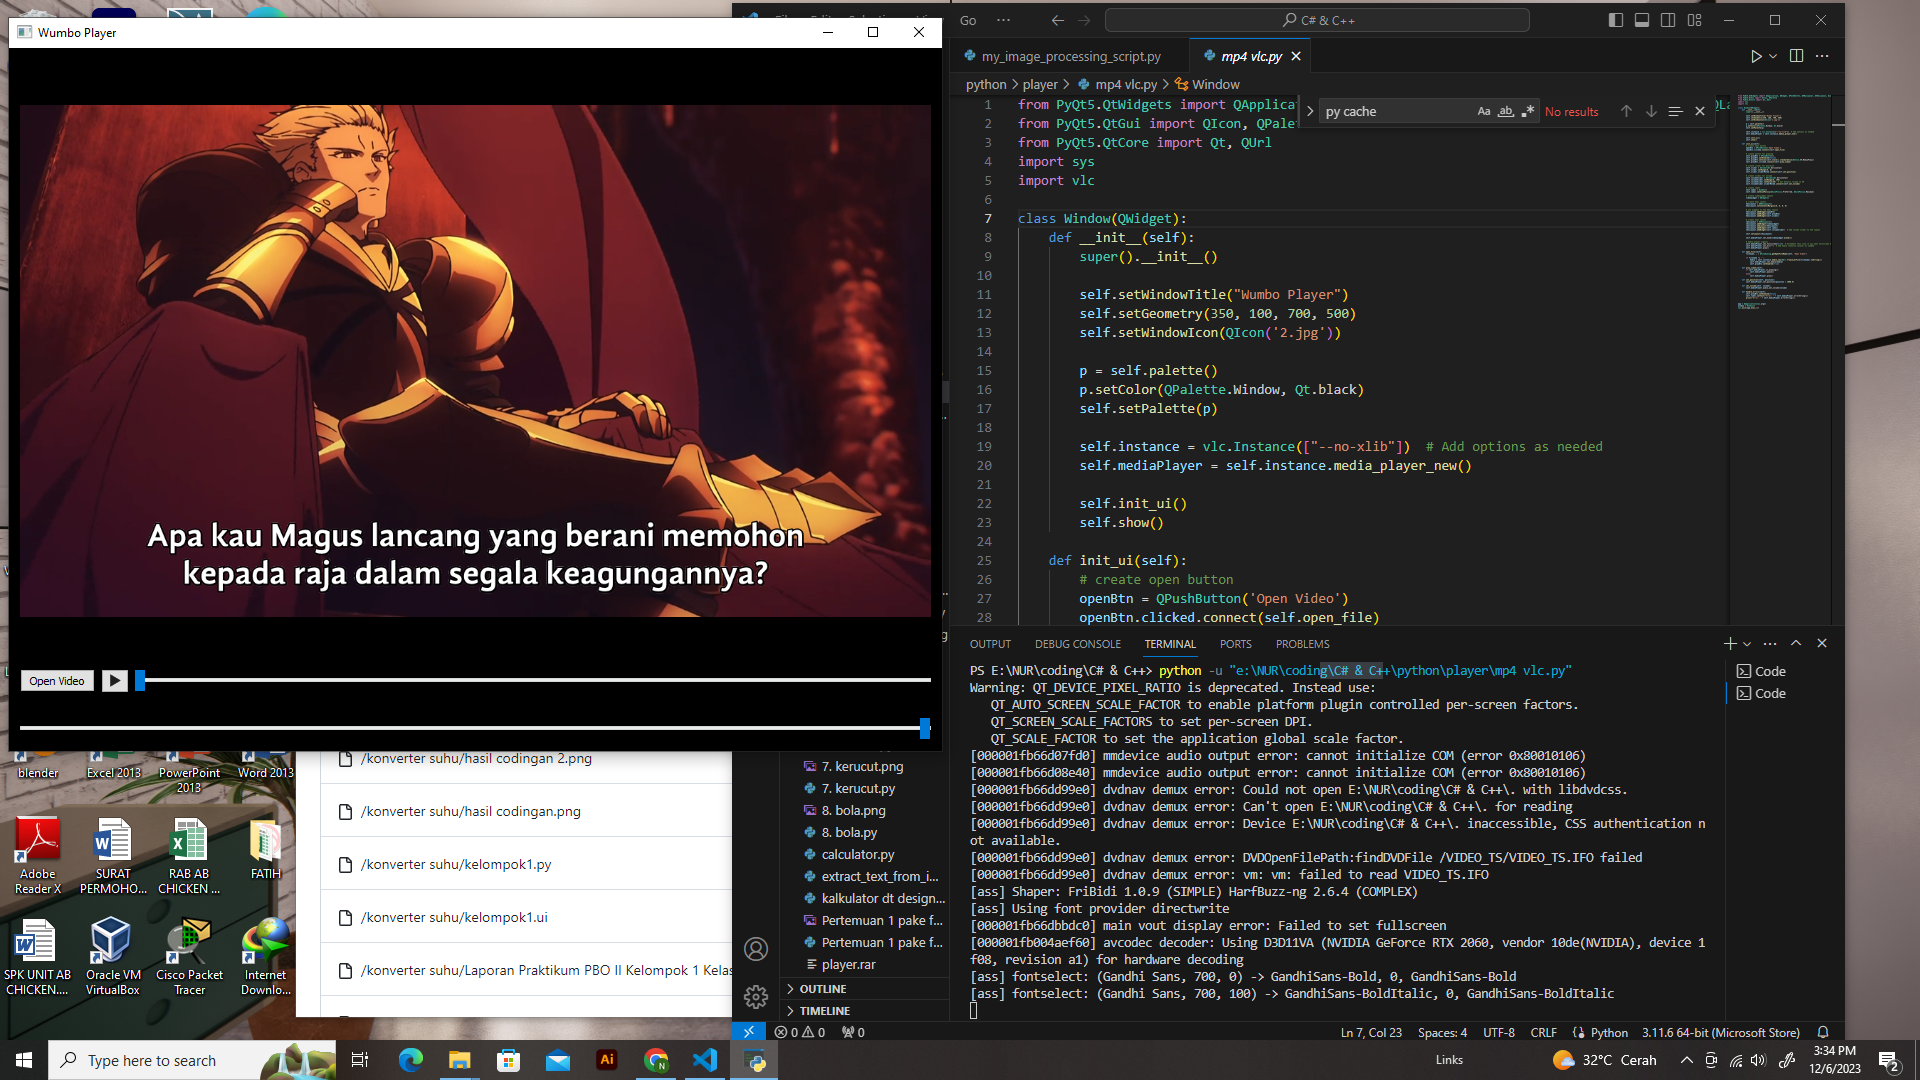 Wumbo Player
Apa kau Magus lancang yang berani memohon
kepada raja dalam segala keagungannya?
Open Video
Go
C# & C++
my_image_processing_script.py
mp4 vlc.py
python > player > mp4 vlc.py > Window
py cache
Aa
ab
No results
1 from PyQt5.QtWidgets import QApplicat
2 from PyQt5.QtGui import QIcon, QPalet
3 from PyQt5.QtCore import Qt, QUrl
4 import sys
5 import vlc
6
7 class Window(QWidget):
8 def __init__(self):
9 super().__init__()
10
11 self.setWindowTitle("Wumbo Player")
12 self.setGeometry(350, 100, 700, 500)
13 self.setWindowIcon(QIcon('2.jpg'))
14
15 p = self.palette()
16 p.setColor(QPalette.Window, Qt.black)
17 self.setPalette(p)
18
19 self.instance = vlc.Instance(["--no-xlib"]) # Add options as needed
20 self.mediaPlayer = self.instance.media_player_new()
21
22 self.init_ui()
23 self.show()
24
25 def init_ui(self):
26 # create open button
27 openBtn = QPushButton('Open Video')
28 openBtn.clicked.connect(self.open_file)
OUTPUT
DEBUG CONSOLE
TERMINAL
PORTS
PROBLEMS
PS E:\NUR\coding\C# & C++> python -u "e:\NUR\coding\C# & C++\python\player\mp4 vlc.py"
Warning: QT_DEVICE_PIXEL_RATIO is deprecated. Instead use:
QT_AUTO_SCREEN_SCALE_FACTOR to enable platform plugin controlled per-screen factors.
QT_SCREEN_SCALE_FACTORS to set per-screen DPI.
QT_SCALE_FACTOR to set the application global scale factor.
[000001fb66d07fd0] mmdevice audio output error: cannot initialize COM (error 0x80010106)
[000001fb66d08e40] mmdevice audio output error: cannot initialize COM (error 0x80010106)
[000001fb66dd99e0] dvdnav demux error: Could not open E:\NUR\coding\C# & C++\. with libdvdcss.
[000001fb66dd99e0] dvdnav demux error: Can't open E:\NUR\coding\C# & C++\. for reading
[000001fb66dd99e0] dvdnav demux error: Device E:\NUR\coding\C# & C++\. inaccessible, CSS authentication n
ot available.
[000001fb66dd99e0] dvdnav demux error: DVDOpenFilePath:findDVDFile /VIDEO_TS/VIDEO_TS.IFO failed
[000001fb66dd99e0] dvdnav demux error: vm: vm: failed to read VIDEO_TS.IFO
[ass] Shaper: FriBidi 1.0.9 (SIMPLE) HarfBuzz-ng 2.6.4 (COMPLEX)
[ass] Using font provider directwrite
[000001fb66dbbdc0] main vout display error: Failed to set fullscreen
[000001fb004aef60] avcodec decoder: Using D3D11VA (NVIDIA GeForce RTX 2060, vendor 10de(NVIDIA), device 1
f08, revision a1) for hardware decoding
[ass] fontselect: (Gandhi Sans, 700, 0) -> GandhiSans-Bold, 0, GandhiSans-Bold
[ass] fontselect: (Gandhi Sans, 700, 100) -> GandhiSans-BoldItalic, 0, GandhiSans-BoldItalic
Code
Code
7. kerucut.png
7. kerucut.py
8. bola.png
8. bola.py
calculator.py
extract_text_from_i...
kalkulator dt design...
Pertemuan 1 pake f...
Pertemuan 1 pake f...
player.rar
OUTLINE
TIMELINE
0 0
0
Ln 7, Col 23
Spaces: 4
UTF-8
CRLF
Python
3.11.6 64-bit (Microsoft Store)
/konverter suhu/hasil codingan 2.png
/konverter suhu/hasil codingan.png
/konverter suhu/kelompok1.py
/konverter suhu/kelompok1.ui
/konverter suhu/Laporan Praktikum PBO II Kelompok 1 Kelas
blender
Excel 2013
PowerPoint
2013
Word 2013
Adobe
Reader X
SURAT
PERMOHO...
RAB AB
CHICKEN ...
FATIH
SPK UNIT AB
CHICKEN....
Oracle VM
VirtualBox
Cisco Packet
Tracer
Internet
Downlo...
Type here to search
Ai
N
Links
32°C Cerah
3:34 PM
12/6/2023
2